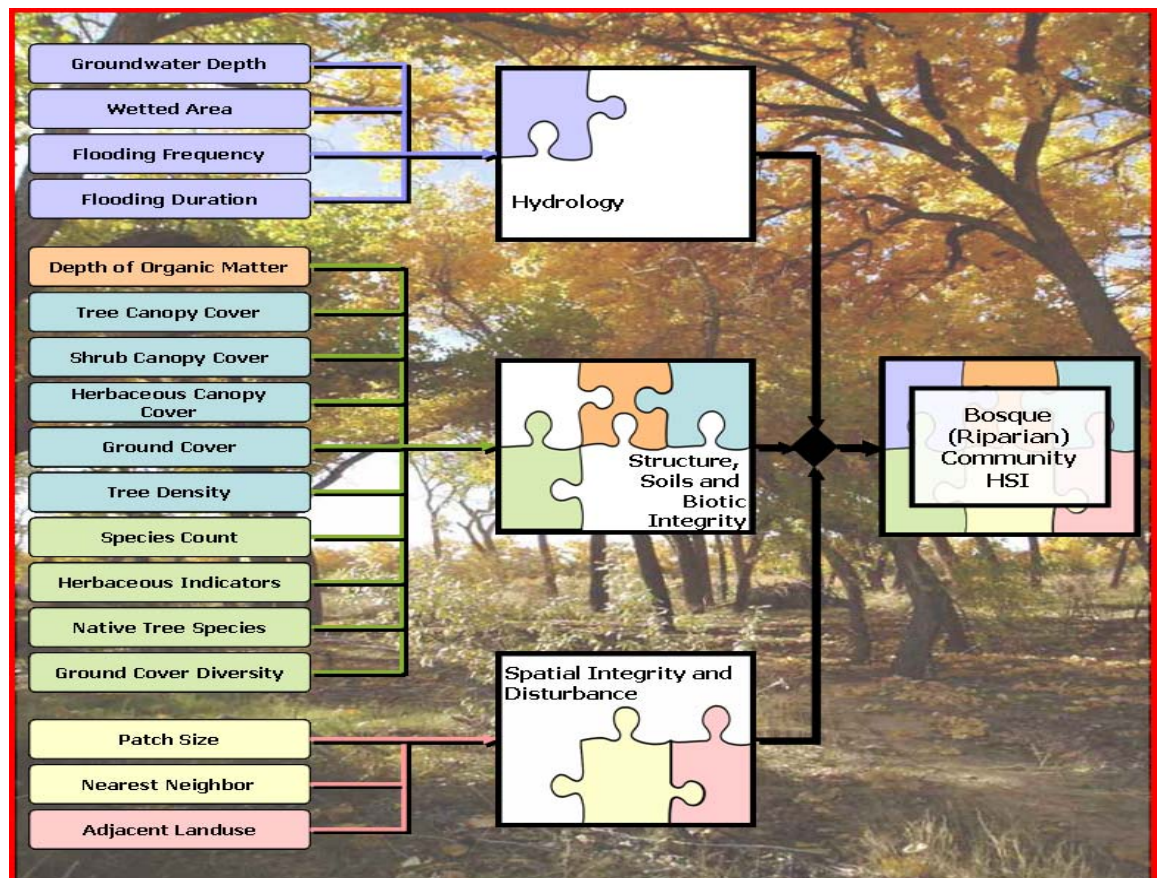 Groundwater Depth
Wetted Area
Flooding Frequency
Flooding Duration
Hydrology
Depth of Organic Matter
Tree Canopy Cover
Shrub Canopy Cover
Herbaceous Canopy
Cover
Ground Cover
Tree Density
Species Count
Herbaceous Indicators
Native Tree Species
Ground Cover Diversity
Structure,
Soils and
Biotic
Integrity
Patch Size
Nearest Neighbor
Adjacent Landuse
Spatial Integrity and
Disturbance
Bosque
(Riparian)
Community
HSI